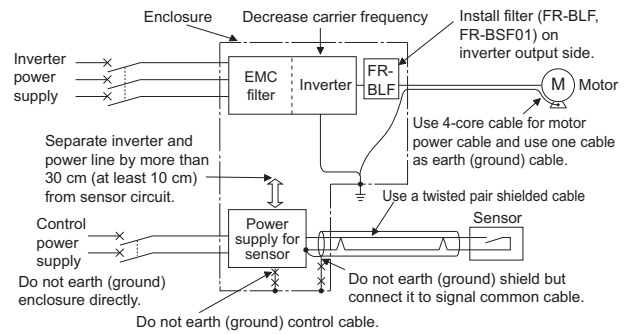 Enclosure
Decrease carrier frequency
Install filter (FR-BLF,
FR-BSF01) on
inverter output side.
Inverter
power
supply
EMC
filter
Inverter
FR-
BLF
M
Motor
Use 4-core cable for motor
power cable and use one cable
as earth (ground) cable.
Separate inverter and
power line by more than
30 cm (at least 10 cm)
from sensor circuit.
Use a twisted pair shielded cable
Control
power
supply
Power
supply for
sensor
Sensor
Do not earth (ground)
enclosure directly.
Do not earth (ground) shield but
connect it to signal common cable.
Do not earth (ground) control cable.